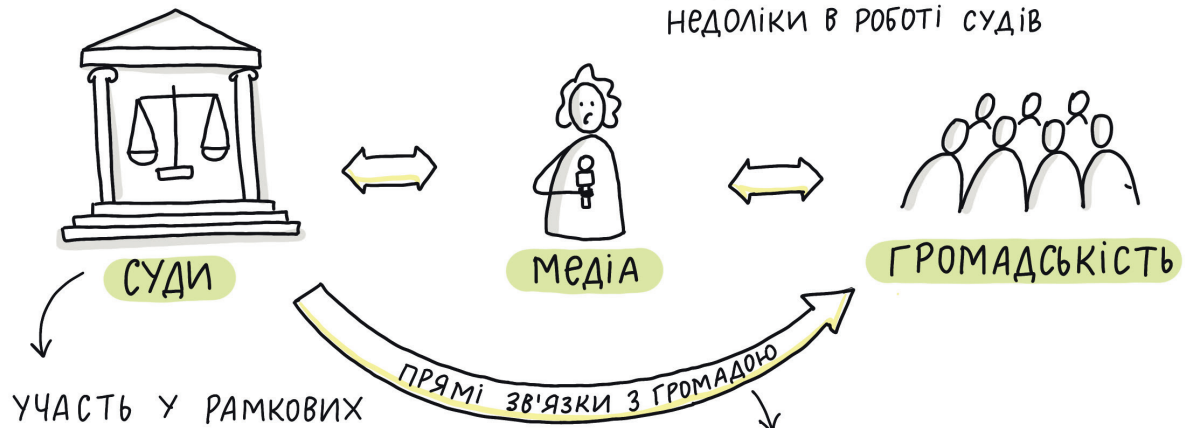 НЕДОЛІКИ В РОБОТІ СУДІВ
СУДИ
МЕДІА
ГРОМАДСЬКІСТЬ
ПРЯМІ ЗВ'ЯЗКИ З ГРОМАДОЮ
УЧАСТЬ У РАМКОВИХ